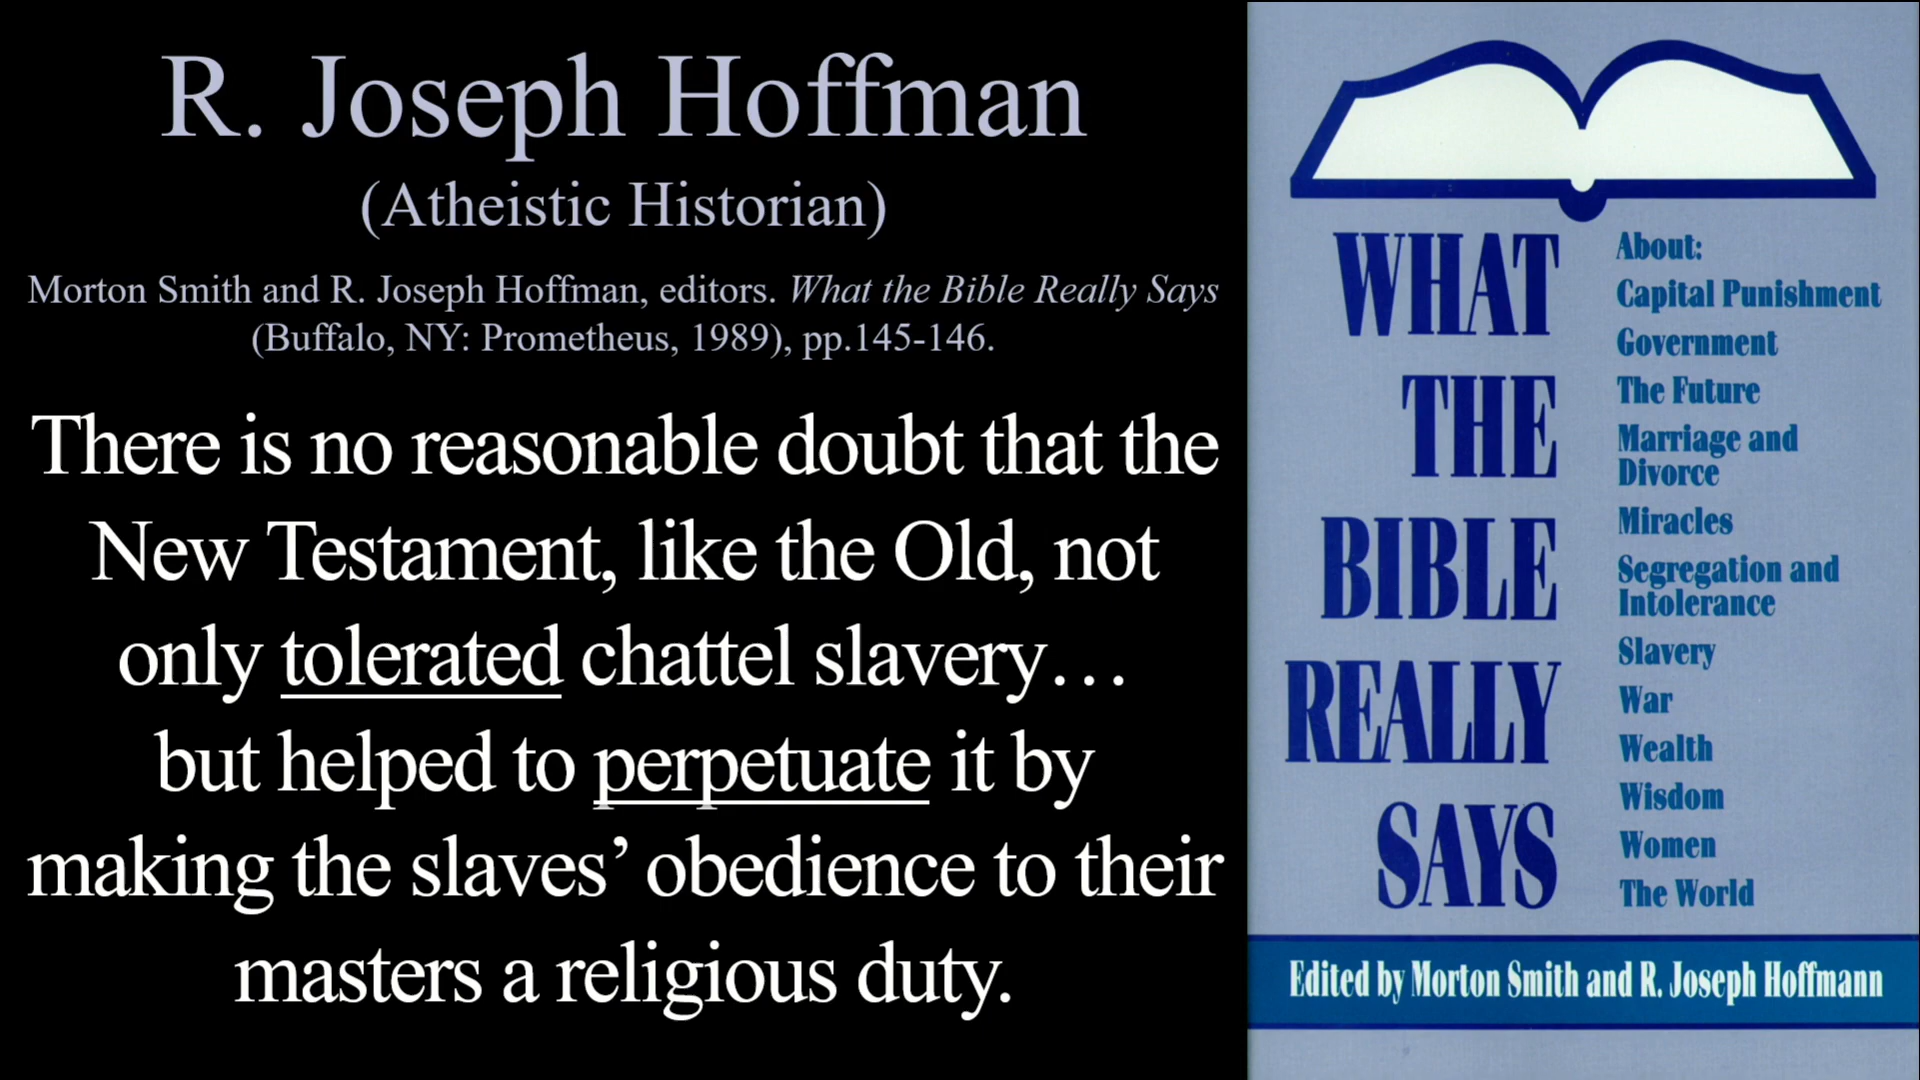 R. Joseph Hoffman
(Atheistic Historian)
Morton Smith and R. Joseph Hoffman, editors. What the Bible Really Says
(Buffalo, NY: Prometheus, 1989), pp.145-146.
There is no reasonable doubt that the
New Testament, like the Old, not
only tolerated chattel slavery…
but helped to perpetuate it by
making the slaves’ obedience to their
masters a religious duty.
WHAT
THE
BIBLE
REALLY
SAYS
About:
Capital Punishment
Government
The Future
Marriage and
Divorce
Miracles
Segregation and
Intolerance
Slavery
War
Wealth
Wisdom
Women
The World
Edited by Morton Smith and R. Joseph Hoffmann